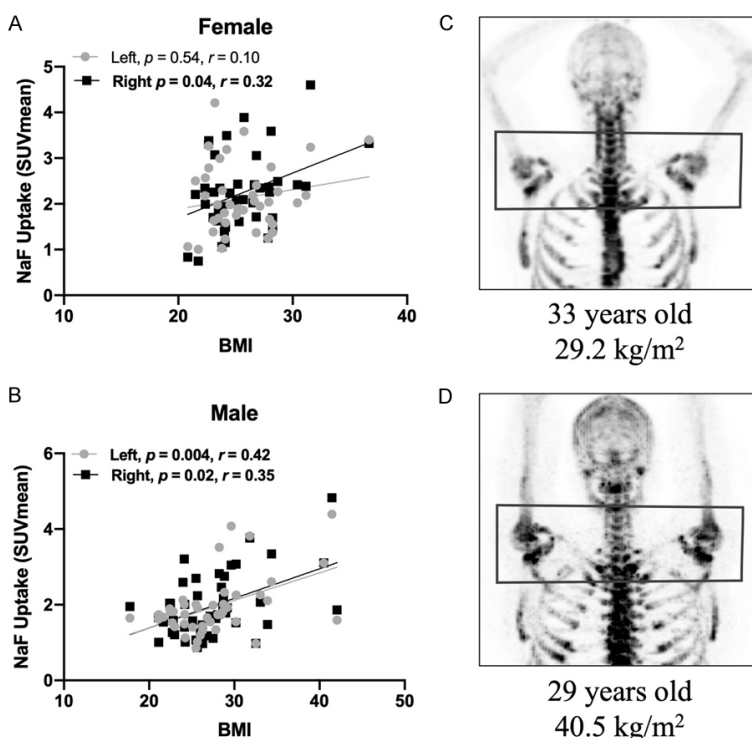 A
Female
Left, p = 0.54, r = 0.10
Right p = 0.04, r = 0.32
NaF Uptake (SUVmean)
5
4
3
2
1
0
10
20
30
40
BMI
B
Male
Left, p = 0.004, r = 0.42
Right, p = 0.02, r = 0.35
NaF Uptake (SUVmean)
6
4
2
0
10
20
30
40
50
BMI
C
33 years old
29.2 kg/m²
D
29 years old
40.5 kg/m²